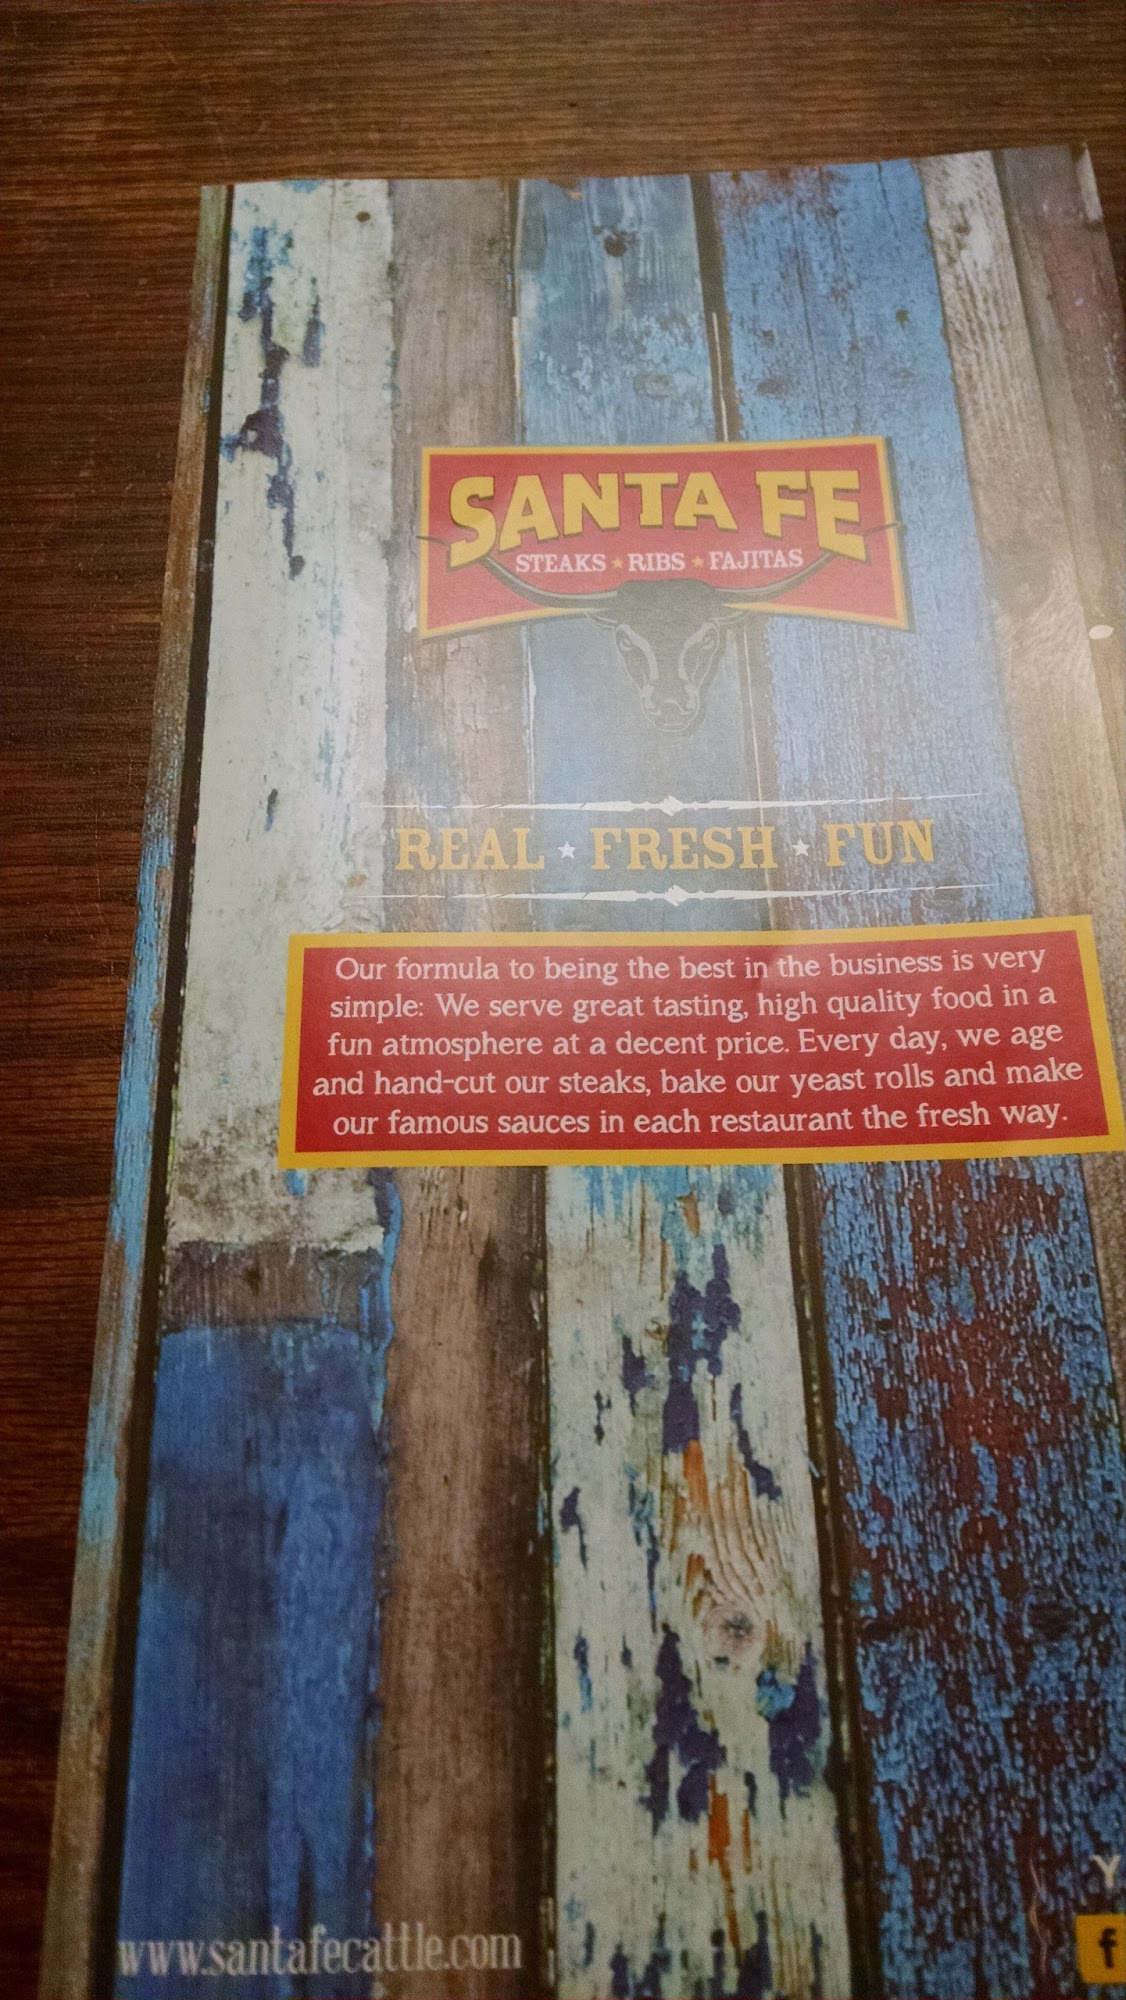 SANTA FE
STEAKS ★ RIBS ★ FAJITAS
REAL ★ FRESH ★ FUN
Our formula to being the best in the business is very
simple: We serve great tasting, high quality food in a
fun atmosphere at a decent price. Every day, we age
and hand-cut our steaks, bake our yeast rolls and make
our famous sauces in each restaurant the fresh way.
Y
www.santafecattle.com
f